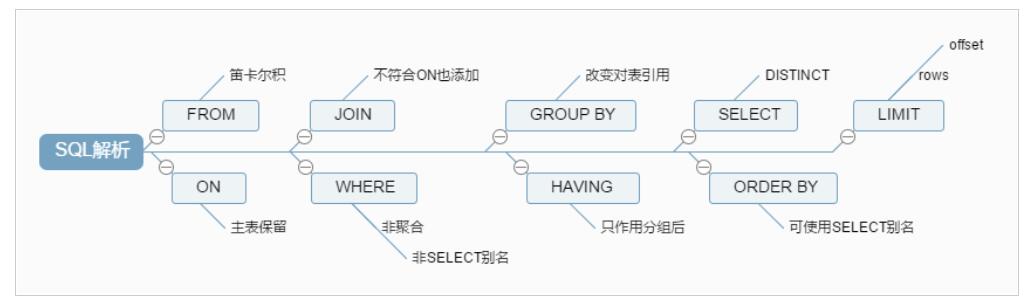 offset
笛卡尔积
不符合ON也添加
改变对表引用
DISTINCT
rows
FROM
JOIN
GROUP BY
SELECT
LIMIT
SQL解析
ON
WHERE
HAVING
ORDER BY
主表保留
非聚合
只作用分组后
可使用SELECT别名
非SELECT别名